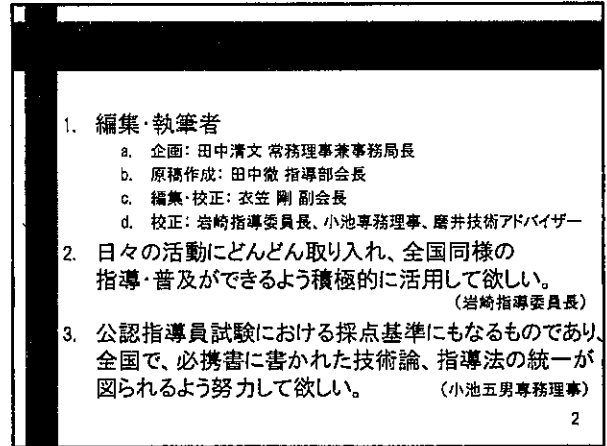 1. 編集・執筆者
a. 企画: 田中清文 常務理事兼事務局長
b. 原稿作成: 田中徹 指導部会長
c. 編集・校正: 衣笠 剛 副会長
d. 校正: 岩崎指導委員長、小池専務理事、磨井技術アドバイザー
2. 日々の活動にどんどん取り入れ、全国同様の
指導・普及ができるよう積極的に活用して欲しい。
(岩崎指導委員長)
3. 公認指導員試験における採点基準にもなるものであり、
全国で、必携書に書かれた技術論、指導法の統一が
図られるよう努力して欲しい。 (小池五男専務理事)
2